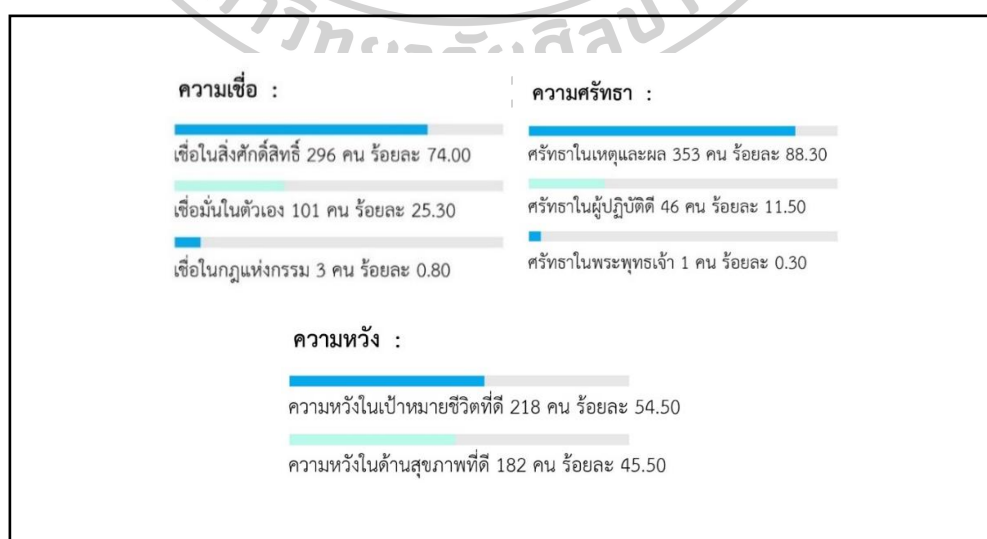 ความเชื่อ :
เชื่อในสิ่งศักดิ์สิทธิ์ 296 คน ร้อยละ 74.00
เชื่อมั่นในตัวเอง 101 คน ร้อยละ 25.30
เชื่อในกฎแห่งกรรม 3 คน ร้อยละ 0.80
ความศรัทธา :
ศรัทธาในเหตุและผล 353 คน ร้อยละ 88.30
ศรัทธาในผู้ปฏิบัติดี 46 คน ร้อยละ 11.50
ศรัทธาในพระพุทธเจ้า 1 คน ร้อยละ 0.30
ความหวัง :
ความหวังในเป้าหมายชีวิตที่ดี 218 คน ร้อยละ 54.50
ความหวังในด้านสุขภาพที่ดี 182 คน ร้อยละ 45.50